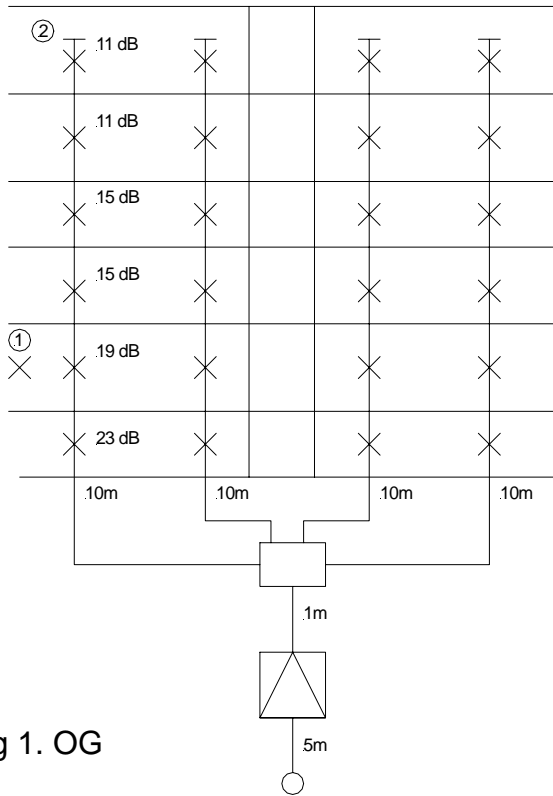 2
.11 dB
.11 dB
.15 dB
.15 dB
1
.19 dB
.23 dB
.10m .10m .10m .10m
.1m
g 1. OG
.5m